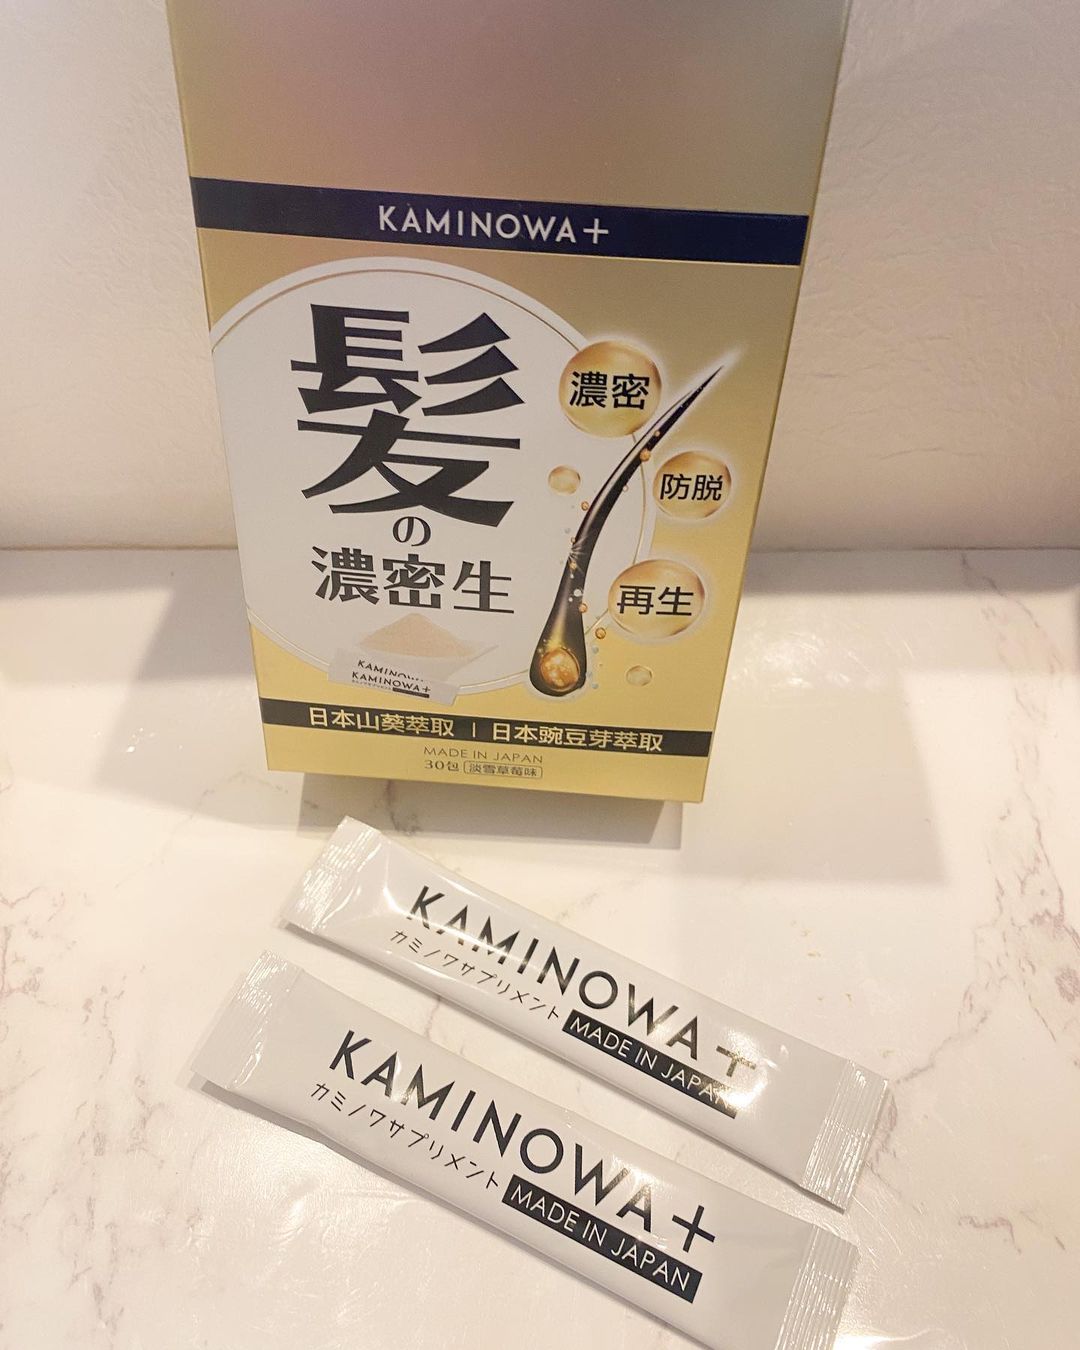 KAMINOWA+
髪
の
濃密生
濃密
防脱
再生
KAMINOWA
KAMINOWA+
日本山葵萃取 | 日本豌豆芽萃取
MADE IN JAPAN
30包 淡雪草莓味
KAMINOWA+
カミノワサプリメント MADE IN JAPAN
KAMINOWA+
カミノワサプリメント MADE IN JAPAN